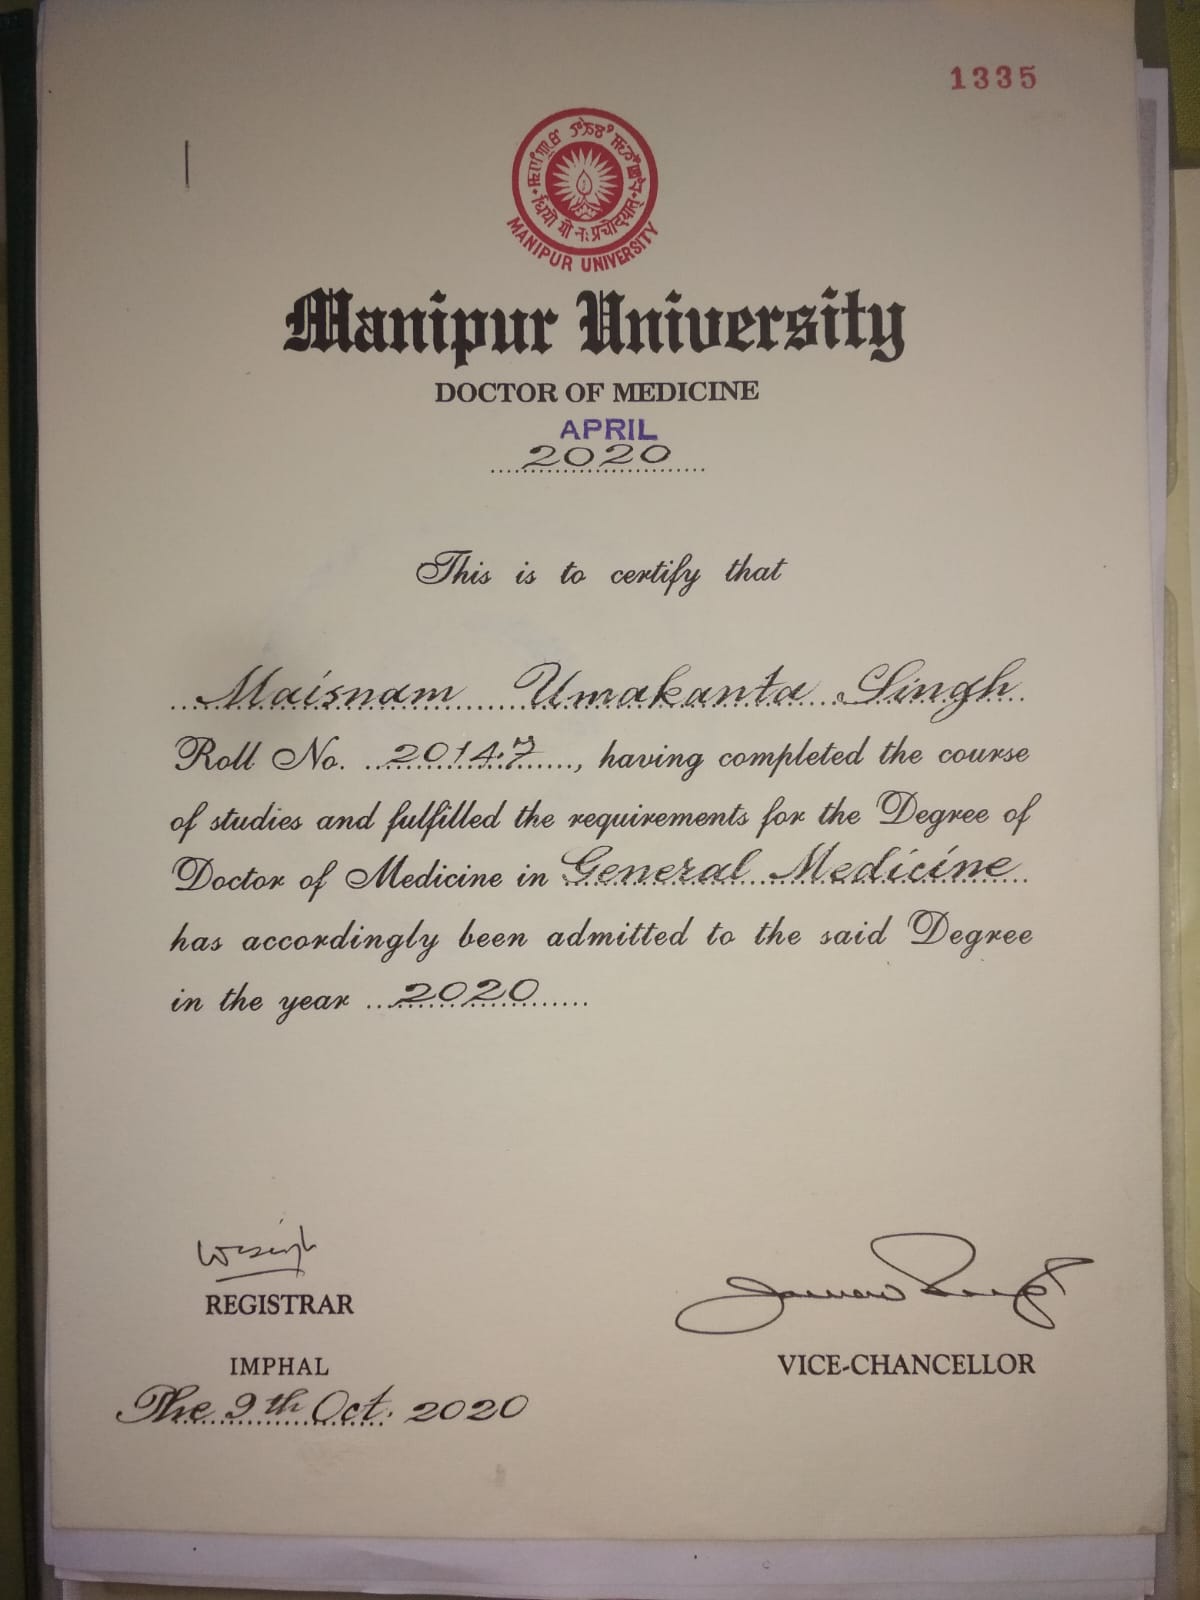 1335
धियो यो नः प्रचोदयात्
MANIPUR UNIVERSITY
Manipur University
DOCTOR OF MEDICINE
APRIL
2020
This is to certify that
Maisnam Umakanta Singh
Roll No. 20147, having completed the course
of studies and fulfilled the requirements for the Degree of
Doctor of Medicine in General Medicine
has accordingly been admitted to the said Degree
in the year 2020
REGISTRAR
VICE-CHANCELLOR
IMPHAL
The 9th Oct. 2020